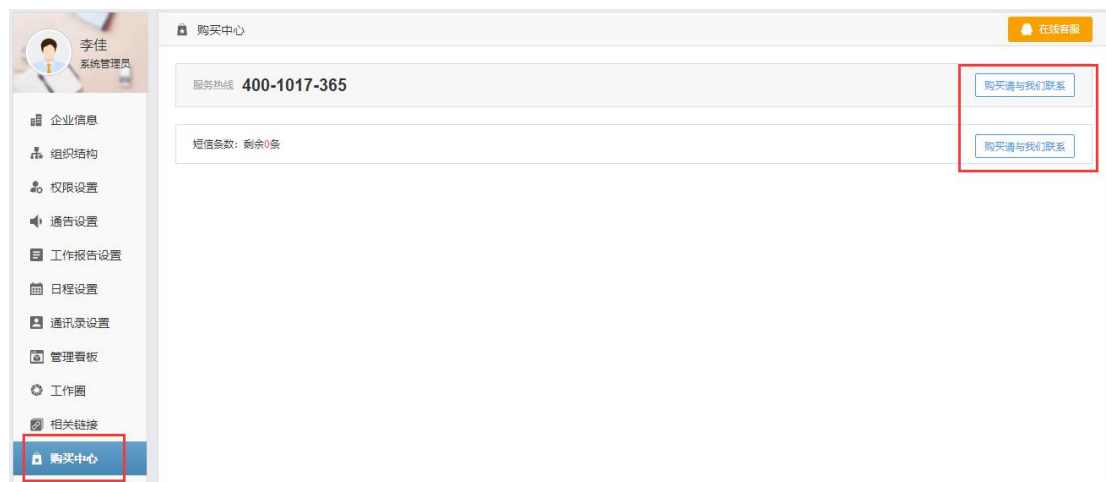 李佳
系统管理员
企业信息
组织结构
权限设置
通告设置
工作报告设置
日程设置
通讯录设置
管理看板
工作圈
相关链接
购买中心
购买中心
在线客服
服务热线 400-1017-365
购买请与我们联系
短信条数：剩余0条
购买请与我们联系